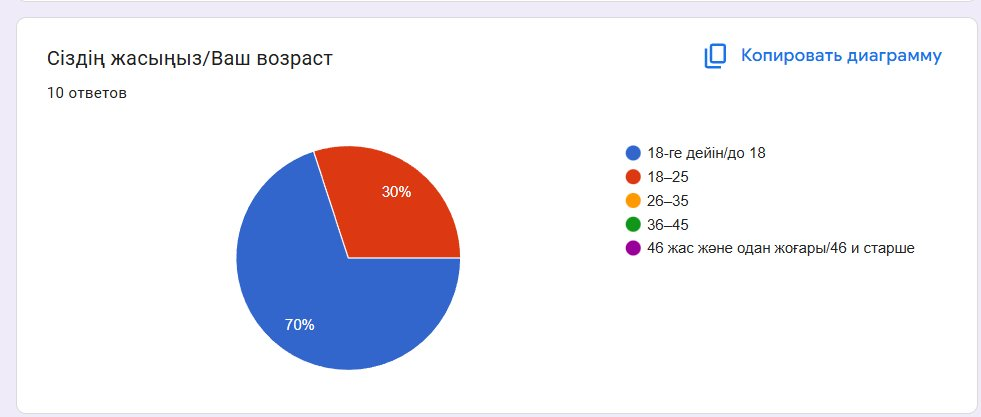 Сіздің жасыңыз/Ваш возраст
Копировать диаграмму
10 ответов
30%
70%
18-ге дейін/до 18
18–25
26–35
36–45
46 жас және одан жоғары/46 и старше